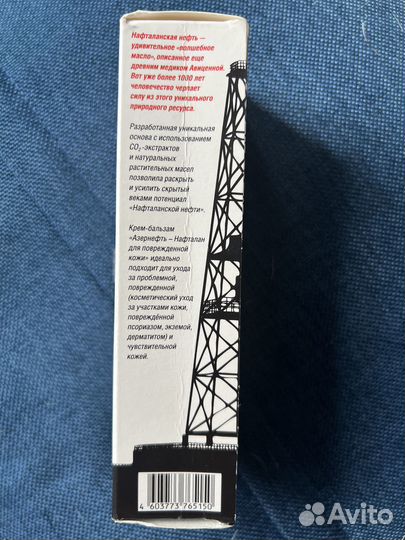 Нафталанская нефть —
удивительное «волшебное
масло», описанное еще
древним медиком Авиценной.
Вот уже более 1000 лет
человечество черпает
силу из этого уникального
природного ресурса.
Разработанная уникальная
основа с использованием
CO₂-экстрактов
и натуральных
растительных масел
позволила раскрыть
и усилить скрытый
веками потенциал
«Нафталанской нефти».
Крем-бальзам
«Азернефть – Нафталан
для поврежденной
кожи» идеально
подходит для ухода
за проблемной,
поврежденной
(косметический уход
за участками кожи,
повреждённой
псориазом, экземой,
дерматитом) и
чувствительной
кожей.
4 603773 765150
Avito